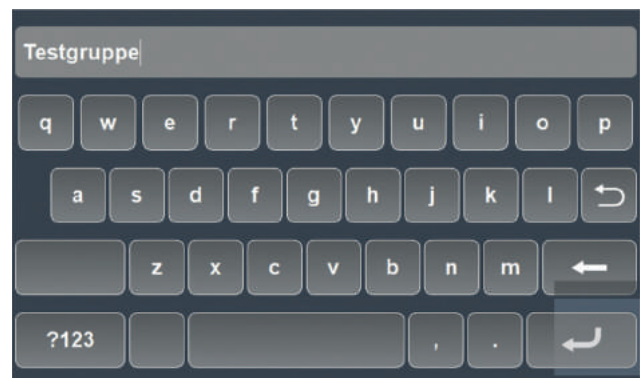 Testgruppe
q w e r t y u i o p
a s d f g h j k l
z x c v b n m
?123 , .